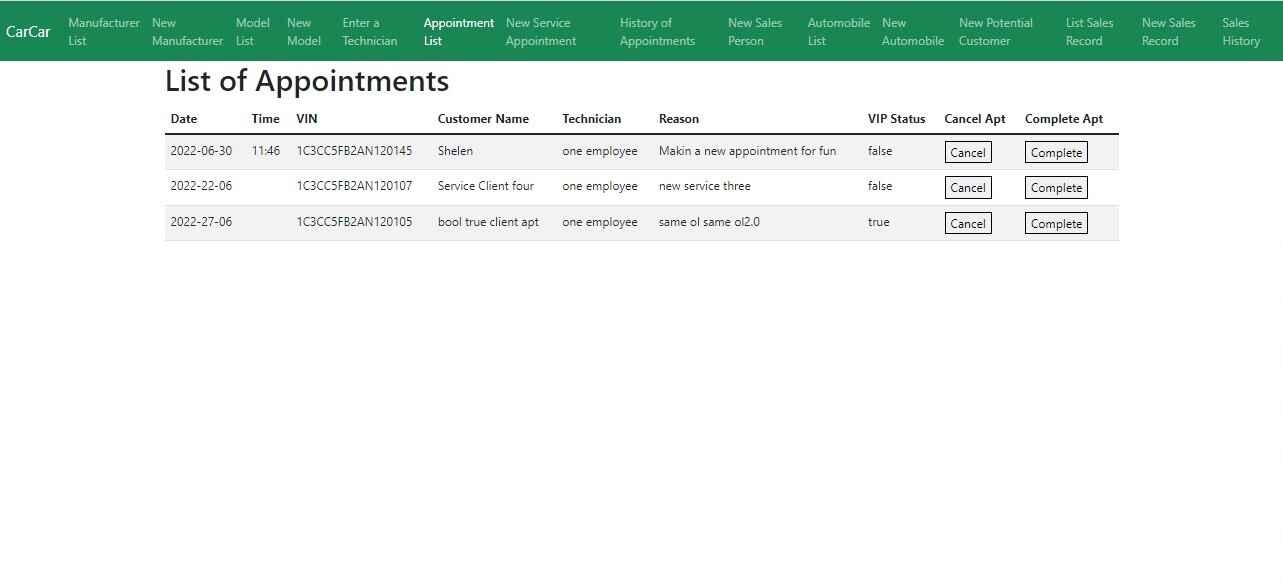 CarCar Manufacturer New Model New Enter a Appointment New Service History of New Sales Automobile New New Potential List Sales New Sales Sales
List Manufacturer List Model Technician List Appointment Appointments Person List Automobile Customer Record Record History
List of Appointments
Date Time VIN Customer Name Technician Reason VIP Status Cancel Apt Complete Apt
2022-06-30 11:46 1C3CC5FB2AN120145 Shelen one employee Makin a new appointment for fun false Cancel Complete
2022-22-06 1C3CC5FB2AN120107 Service Client four one employee new service three false Cancel Complete
2022-27-06 1C3CC5FB2AN120105 bool true client apt one employee same ol same ol2.0 true Cancel Complete